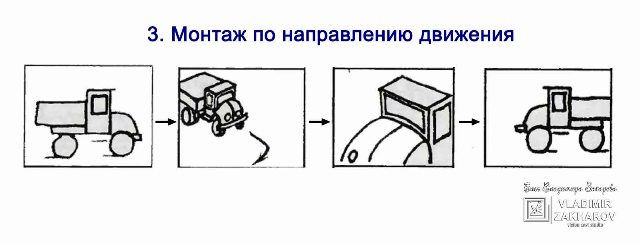 3. Монтаж по направлению движения
VLADIMIR
ZAKHAROV